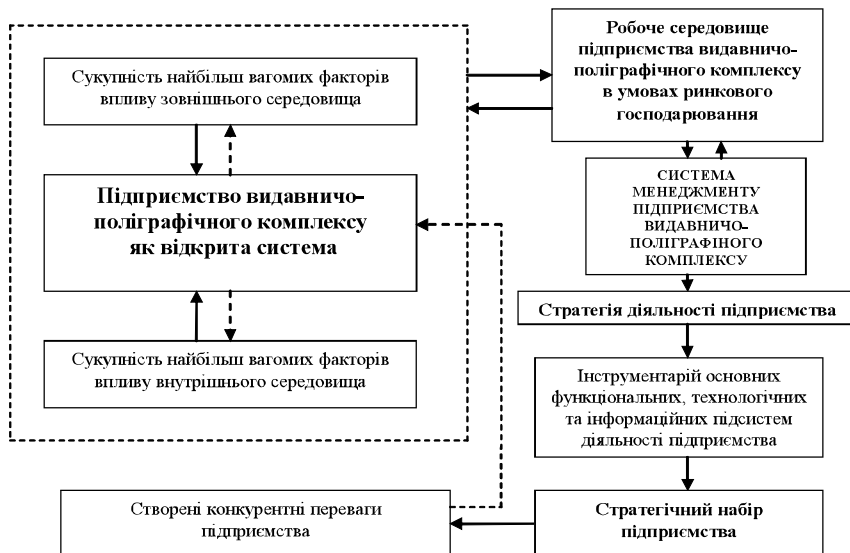 Сукупність найбільш вагомих факторів
впливу зовнішнього середовища
Підприємство видавничо–
поліграфічного комплексу
як відкрита система
Сукупність найбільш вагомих факторів
впливу внутрішнього середовища
Робоче середовище
підприємства видавничо-
поліграфічного комплексу
в умовах ринкового
господарювання
СИСТЕМА
МЕНЕДЖМЕНТУ
ПІДПРИЄМСТВА
ВИДАВНИЧО–
ПОЛІГРАФІНОГО
КОМПЛЕКСУ
Стратегія діяльності підприємства
Інструментарій основних
функціональних, технологічних
та інформаційних підсистем
діяльності підприємства
Стратегічний набір
підприємства
Створені конкурентні переваги
підприємства